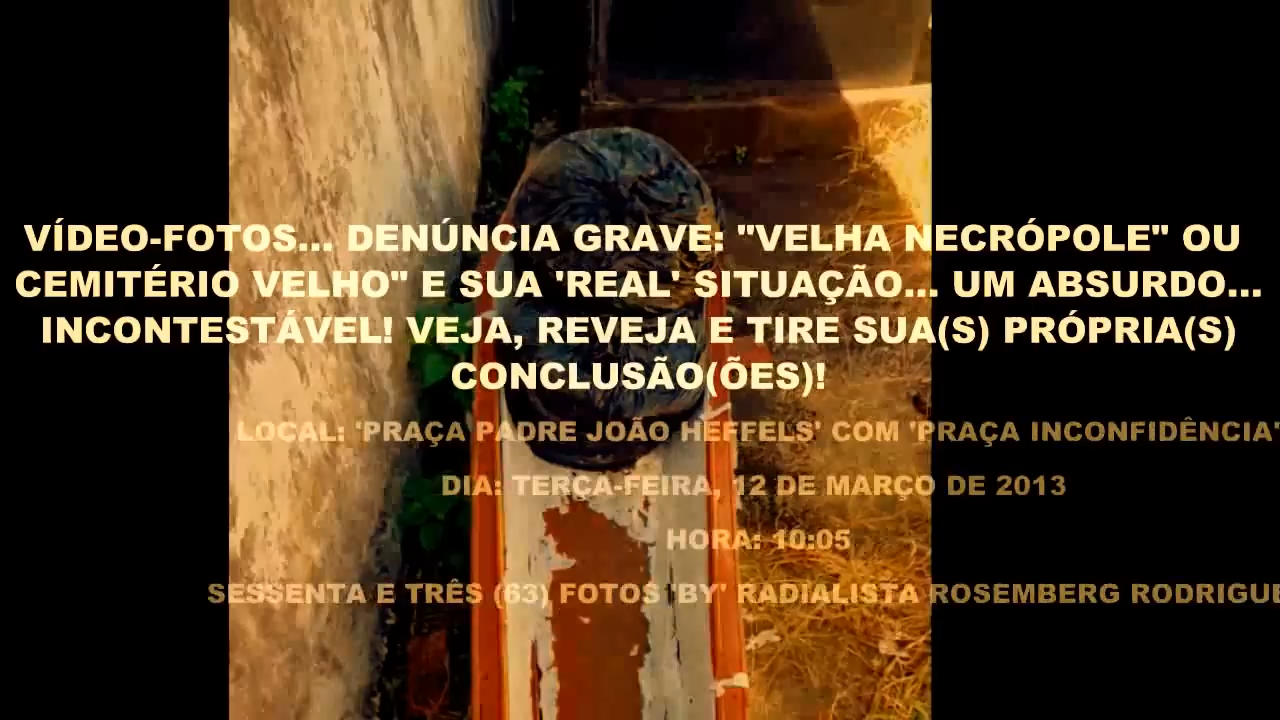 VÍDEO-FOTOS... DENÚNCIA GRAVE: "VELHA NECRÓPOLE" OU
CEMITÉRIO VELHO" E SUA 'REAL' SITUAÇÃO... UM ABSURDO...
INCONTESTÁVEL! VEJA, REVEJA E TIRE SUA(S) PRÓPRIA(S)
CONCLUSÃO(ÕES)!
LOCAL: 'PRAÇA PADRE JOÃO HEFFELS' COM 'PRAÇA INCONFIDÊNCIA'
DIA: TERÇA-FEIRA, 12 DE MARÇO DE 2013
HORA: 10:05
SESSENTA E TRÊS (63) FOTOS 'BY' RADIALISTA ROSEMBERG